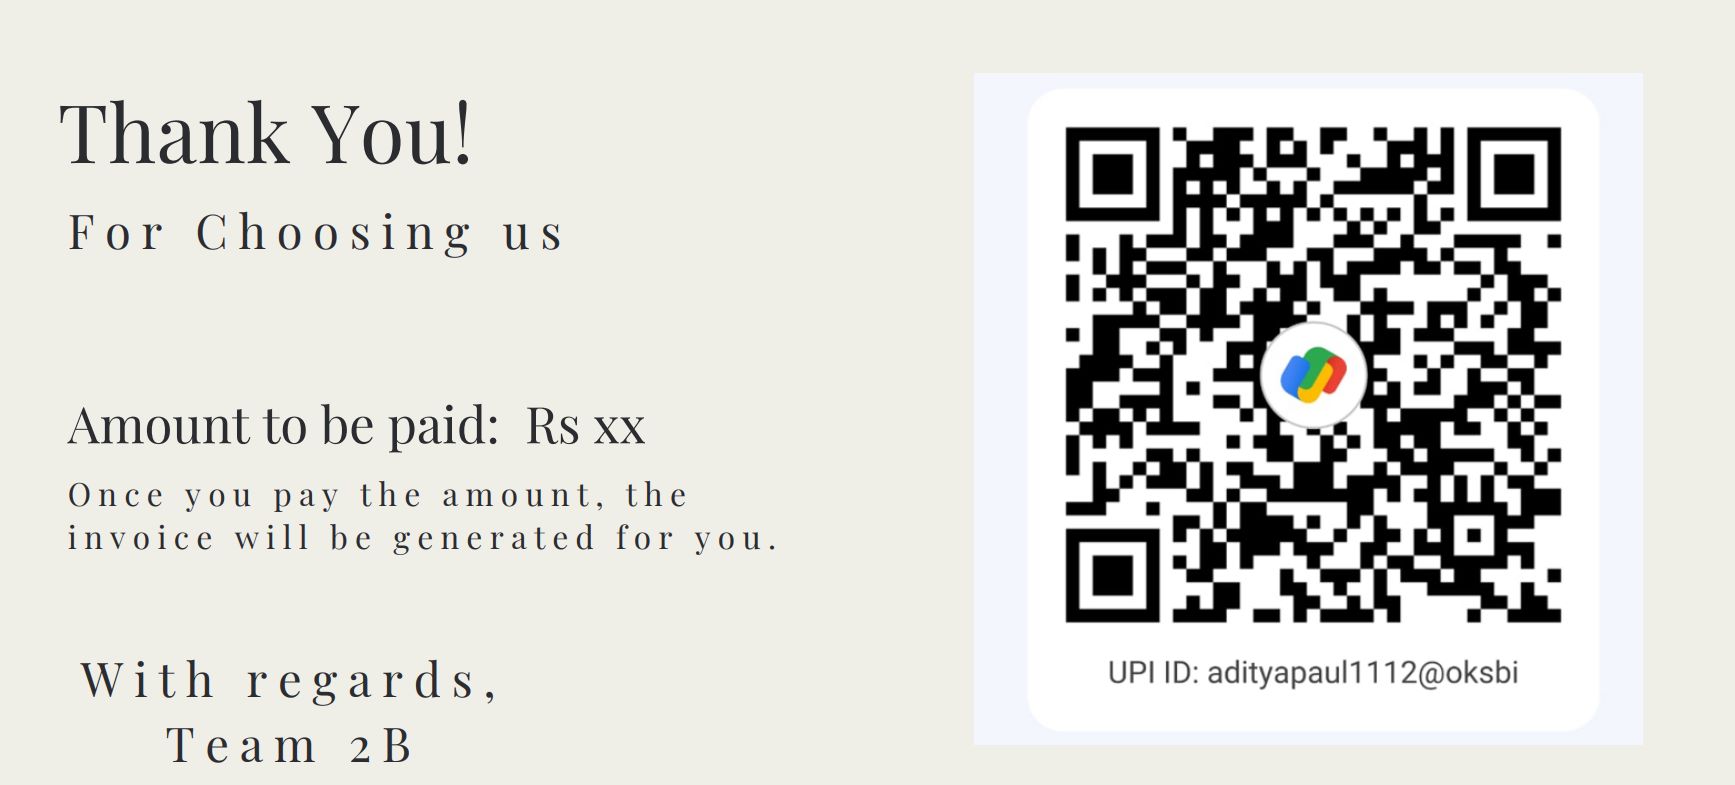 Thank You!
For Choosing us
Amount to be paid: Rs xx
Once you pay the amount, the
invoice will be generated for you.
With regards,
Team 2B
UPI ID: adityapaul1112@oksbi